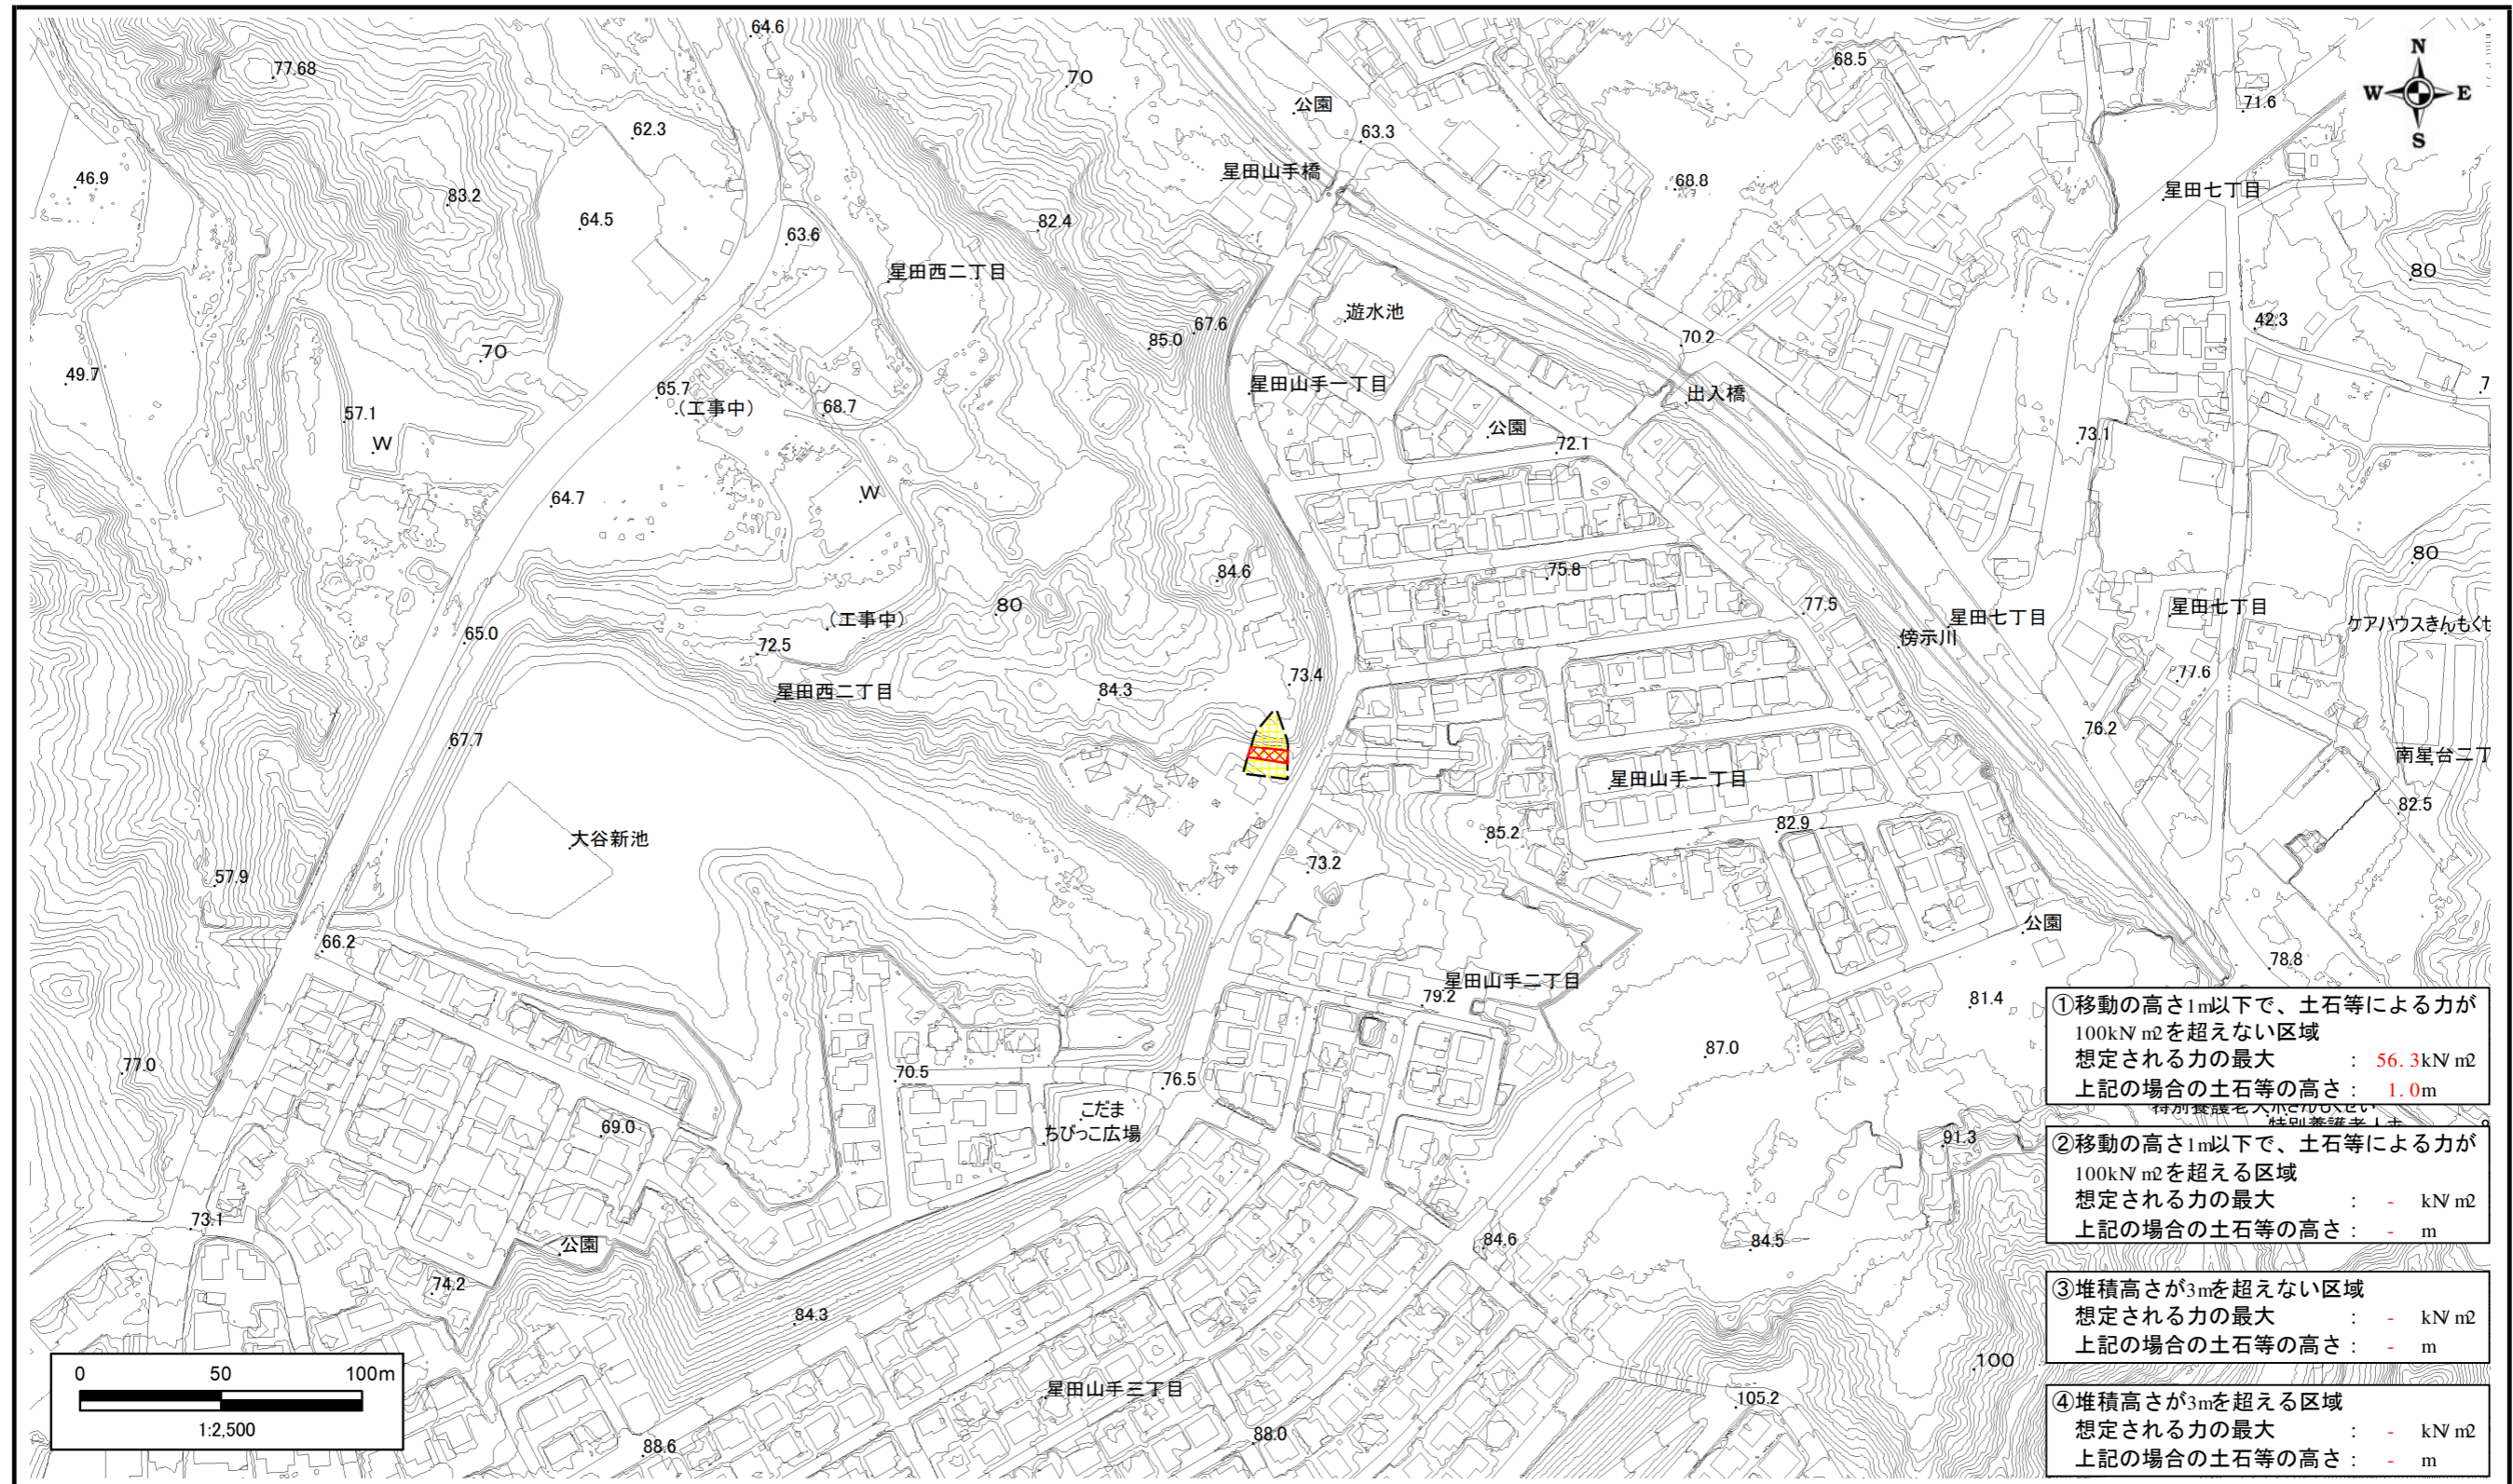 64.6
77.68
70
68.5
N
W E
S
公園
71.6
62.3
63.3
46.9
星田山手橋
68.8
星田七丁目
83.2
64.5
82.4
63.6
星田西二丁目
80
遊水池
67.6
42.3
85.0
70.2
70
49.7
星田山手一丁目
65.7
(工事中)
68.7
出入橋
57.1
公園
W
72.1
73.1
W
64.7
80
84.6
75.8
80
77.5
星田七丁目
星田七丁目
(工事中)
65.0
傍示川
ケアハウスきんもくせ
72.5
73.4
77.6
星田西二丁目
84.3
76.2
67.7
南星台二丁
星田山手一丁目
82.5
82.9
85.2
大谷新池
73.2
57.9
公園
66.2
78.8
星田山手二丁目
79.2
81.4
①移動の高さ1m以下で、土石等による力が
100kN/m2を超えない区域
想定される力の最大 : 56.3kN/m2
上記の場合の土石等の高さ : 1.0m
87.0
77.0
70.5
76.5
こだま
ちびっこ広場
69.0
91.3
②移動の高さ1m以下で、土石等による力が
100kN/m2を超える区域
想定される力の最大 : - kN/m2
上記の場合の土石等の高さ : - m
73.1
公園
84.6
84.5
74.2
84.3
③堆積高さが3mを超えない区域
想定される力の最大 : - kN/m2
上記の場合の土石等の高さ : - m
100
0 50 100m
1:2,500
星田山手三丁目
105.2
88.6
88.0
④堆積高さが3mを超える区域
想定される力の最大 : - kN/m2
上記の場合の土石等の高さ : - m